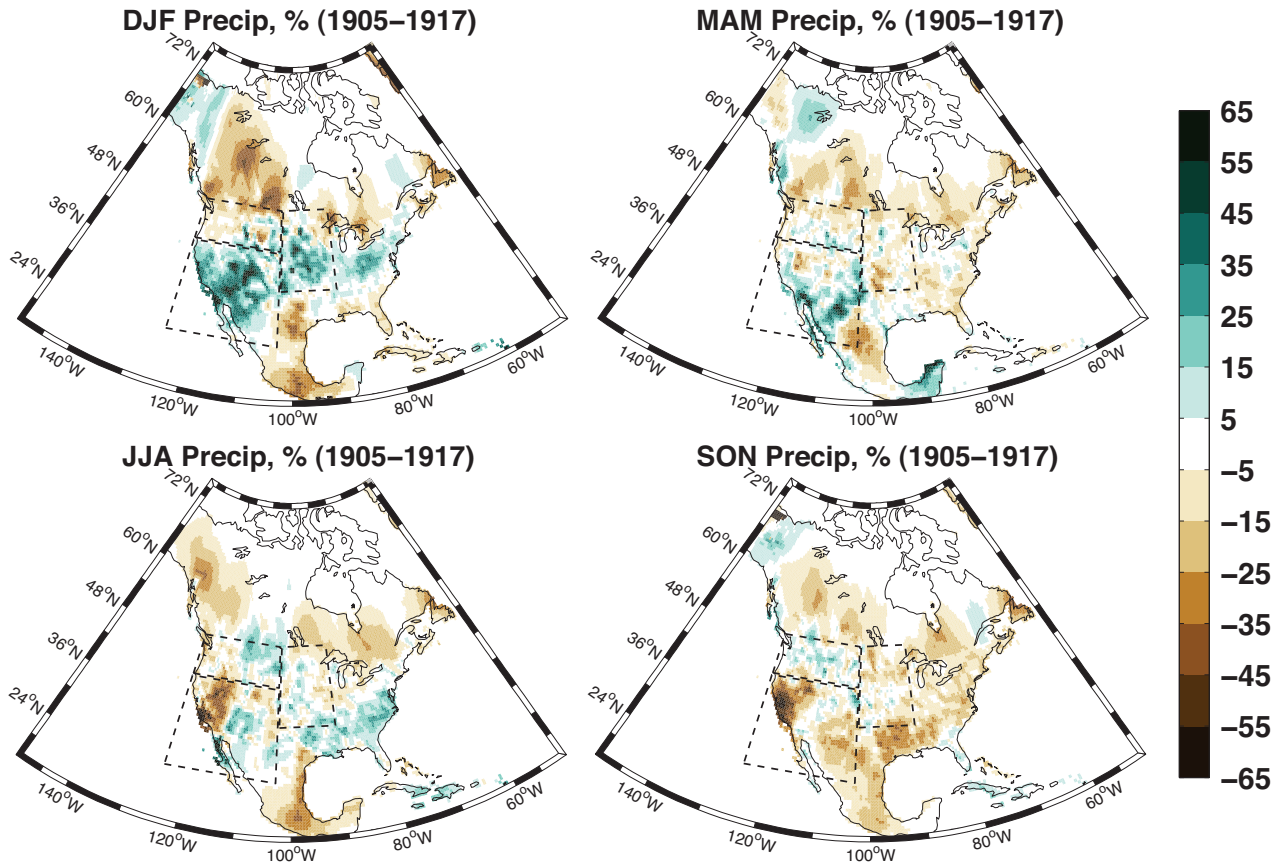 DJF Precip, % (1905−1917)
72°N
60°N
48°N
36°N
24°N
140°W
120°W
100°W
80°W
60°W
MAM Precip, % (1905−1917)
72°N
60°N
48°N
36°N
24°N
140°W
120°W
100°W
80°W
60°W
JJA Precip, % (1905−1917)
72°N
60°N
48°N
36°N
24°N
140°W
120°W
100°W
80°W
60°W
SON Precip, % (1905−1917)
72°N
60°N
48°N
36°N
24°N
140°W
120°W
100°W
80°W
60°W
65
55
45
35
25
15
5
−5
−15
−25
−35
−45
−55
−65